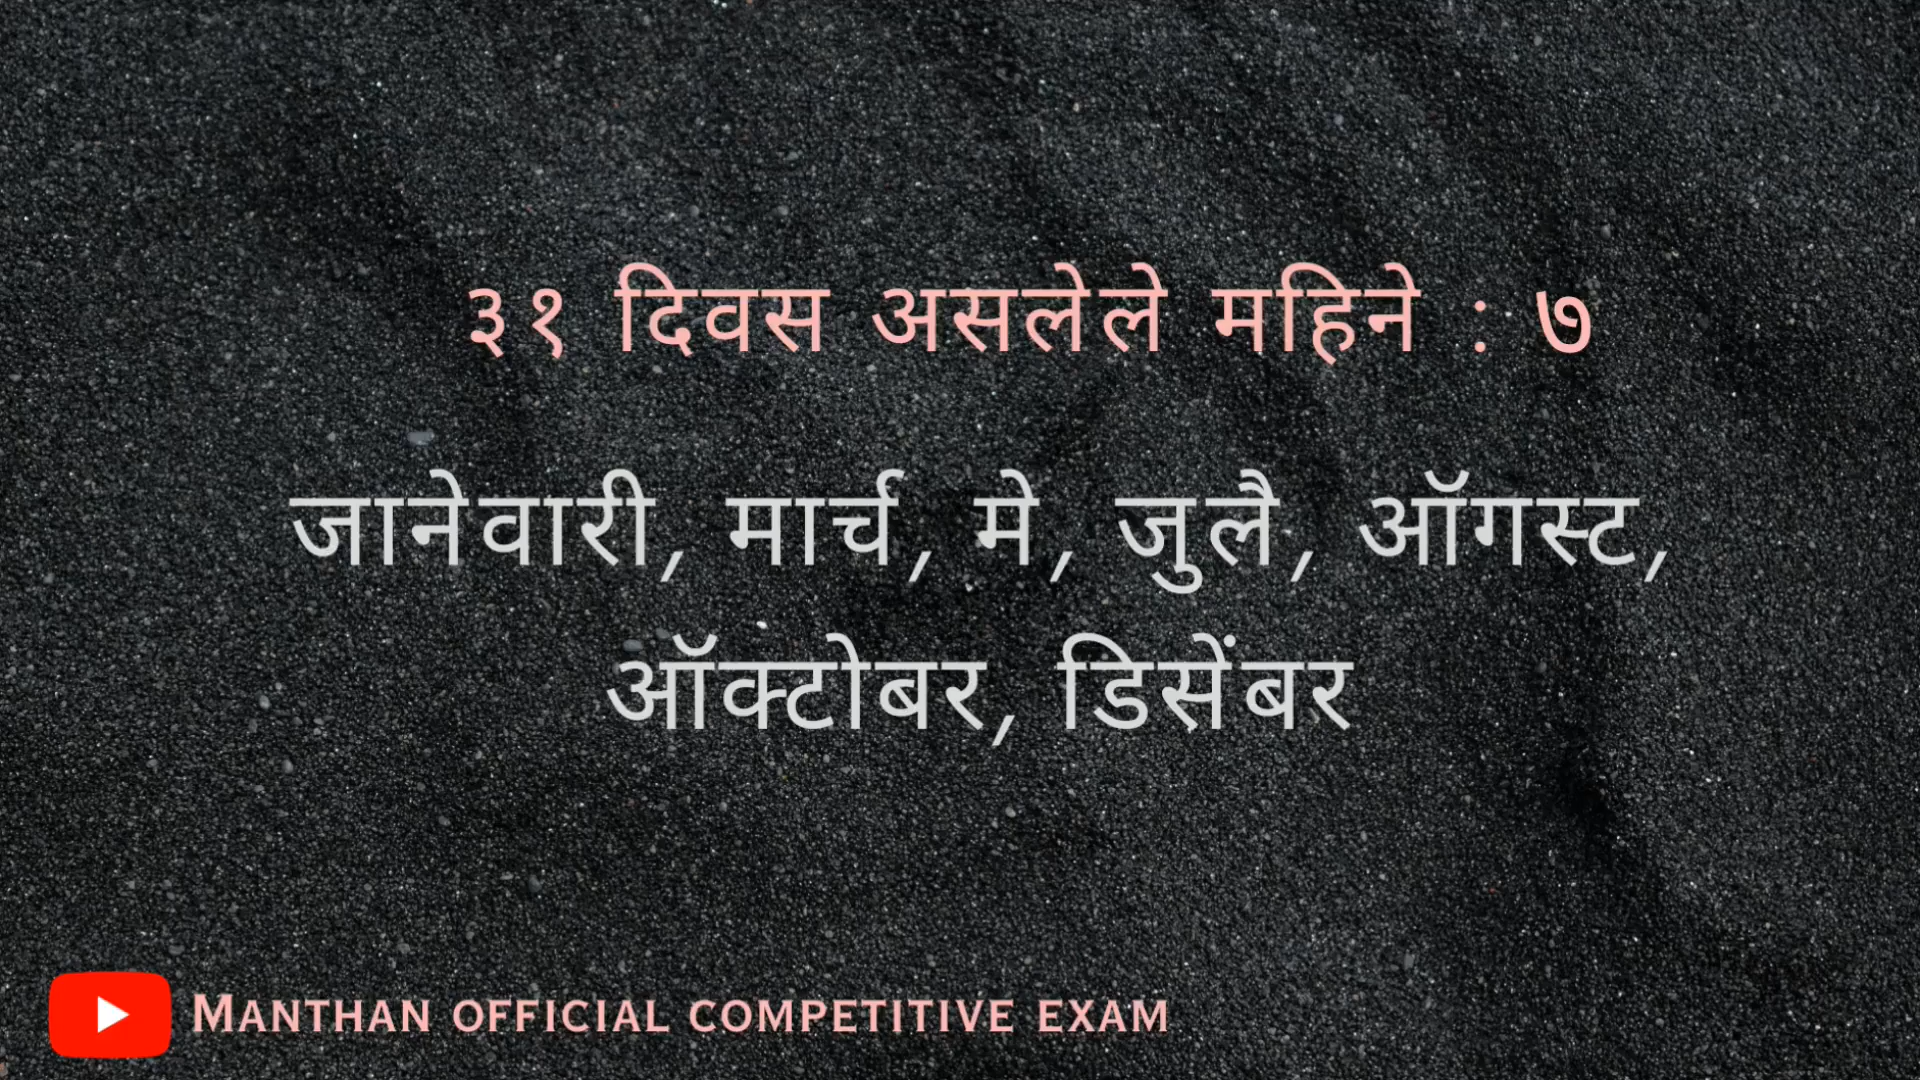 ३१ दिवस असलेले महिने : ७
जानेवारी, मार्च, मे, जुलै, ऑगस्ट,
ऑक्टोबर, डिसेंबर
MANTHAN OFFICIAL COMPETITIVE EXAM